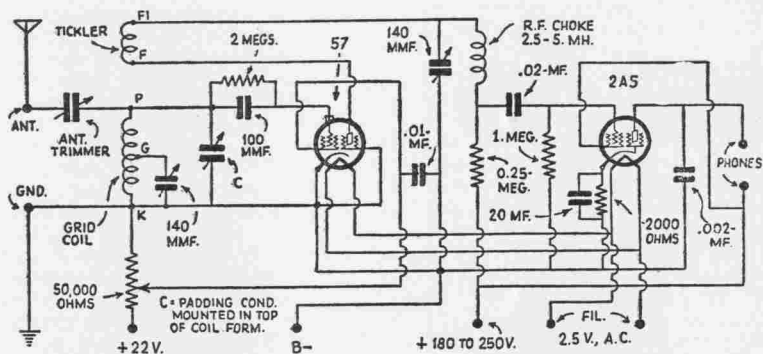 TICKLER
F1
F
2 MEGS.
57
140
MMF.
R.F. CHOKE
2.5-5. MH.
.02-MF.
2A5
ANT.
ANT.
TRIMMER
P
G
K
100
MMF.
C
.01-
MF.
1. MEG.
0.25-
MEG.
PHONES
GND.
GRID
COIL
140
MMF.
20 MF.
2000
OHMS
.002-
MF.
50,000
OHMS
C = PADDING COND.
MOUNTED IN TOP
OF COIL FORM.
+22V.
B-
+180 TO 250V.
FIL.
2.5 V., A.C.